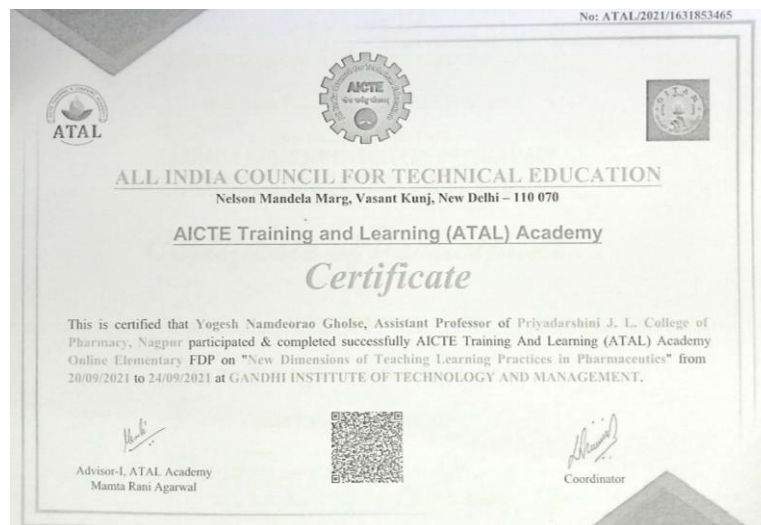 No: ATAL/2021/1631853465
AICTE
ATAL
ALL INDIA COUNCIL FOR TECHNICAL EDUCATION
Nelson Mandela Marg, Vasant Kunj, New Delhi – 110 070
AICTE Training and Learning (ATAL) Academy
Certificate
This is certified that Yogesh Namdeorao Gholse, Assistant Professor of Priyadarshini J. L. College of
Pharmacy, Nagpur participated & completed successfully AICTE Training And Learning (ATAL) Academy
Online Elementary FDP on "New Dimensions of Teaching Learning Practices in Pharmaceutics" from
20/09/2021 to 24/09/2021 at GANDHI INSTITUTE OF TECHNOLOGY AND MANAGEMENT.
Advisor-I, ATAL Academy
Mamta Rani Agarwal
Coordinator